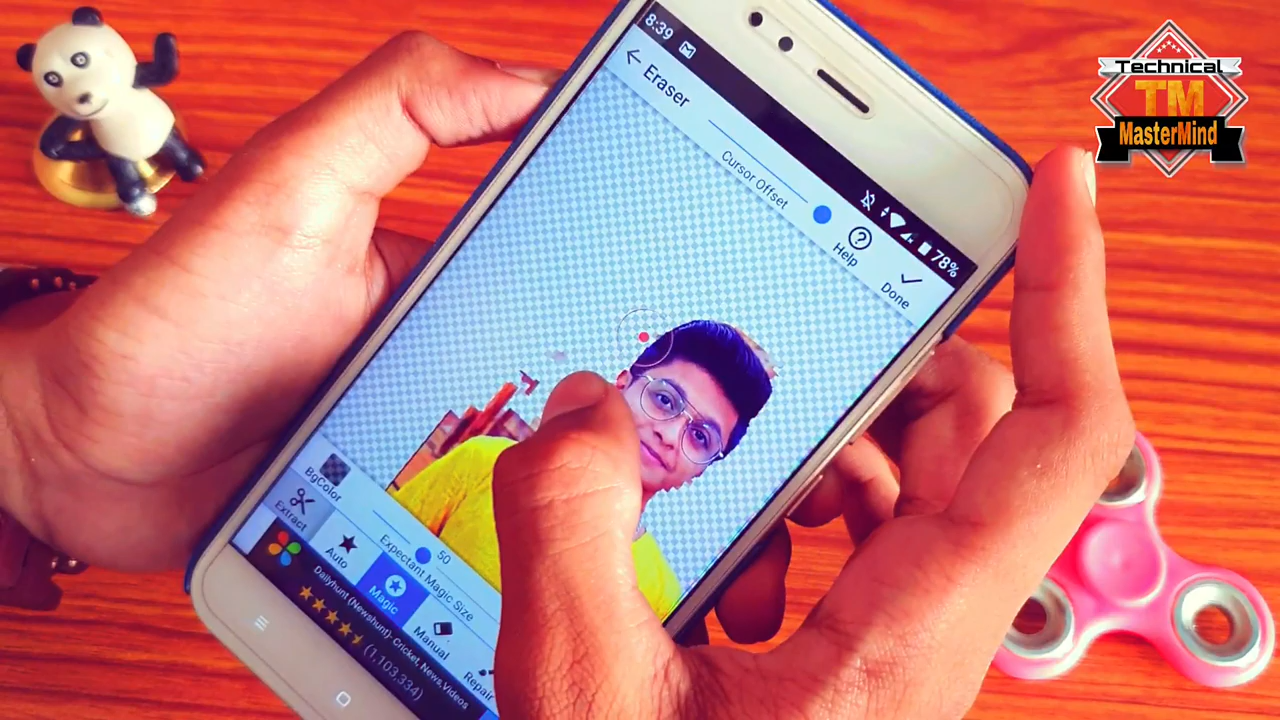 Technical
TM
MasterMind
8:39
78%
Eraser
Cursor Offset
Help
Done
BgColor
Expectant Magic Size
50
Extract
Auto
Magic
Manual
Repair
Dailyhunt (Newshunt)- Cricket, News,Videos
(1,103,334)